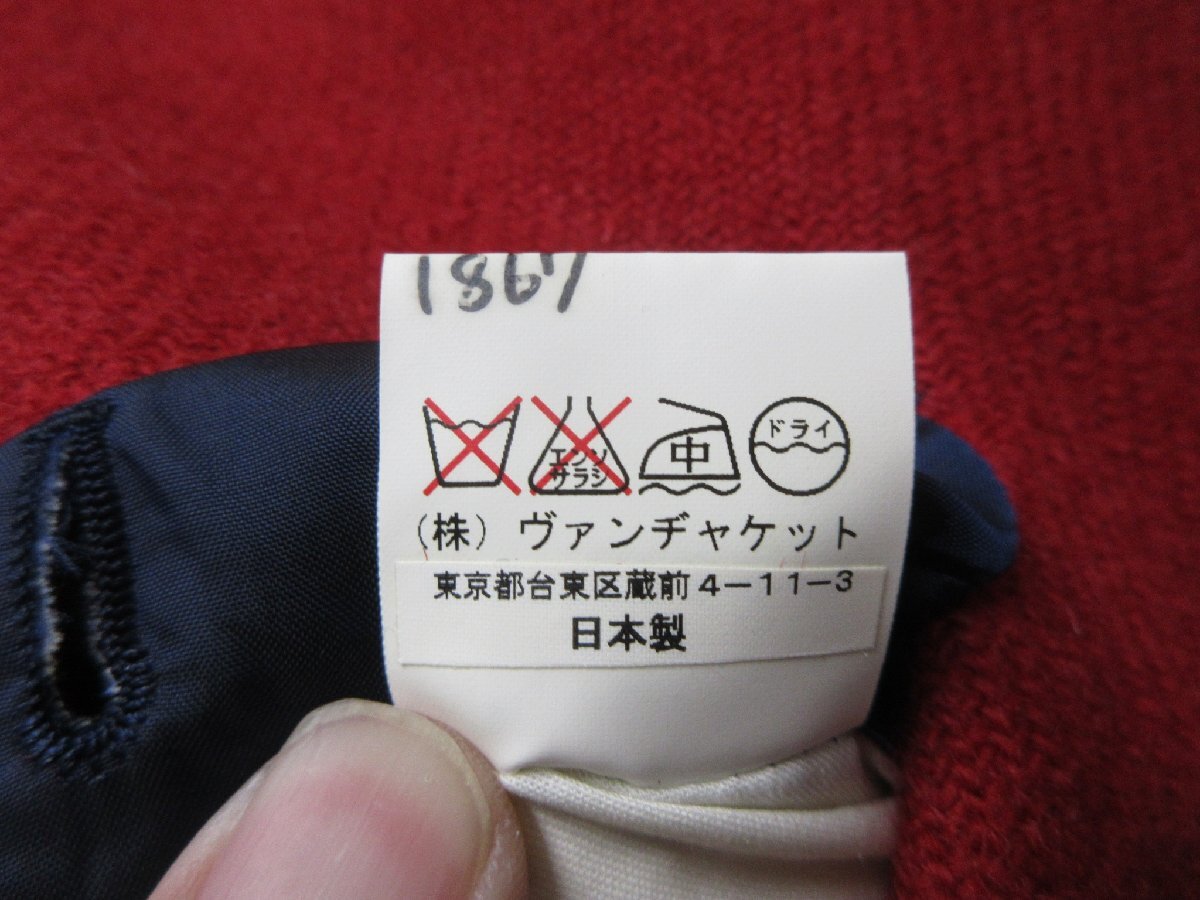 1867
エンソ
サラシ
中
ドライ
(株) ヴァンヂャケット
東京都台東区蔵前4-11-3
日本製